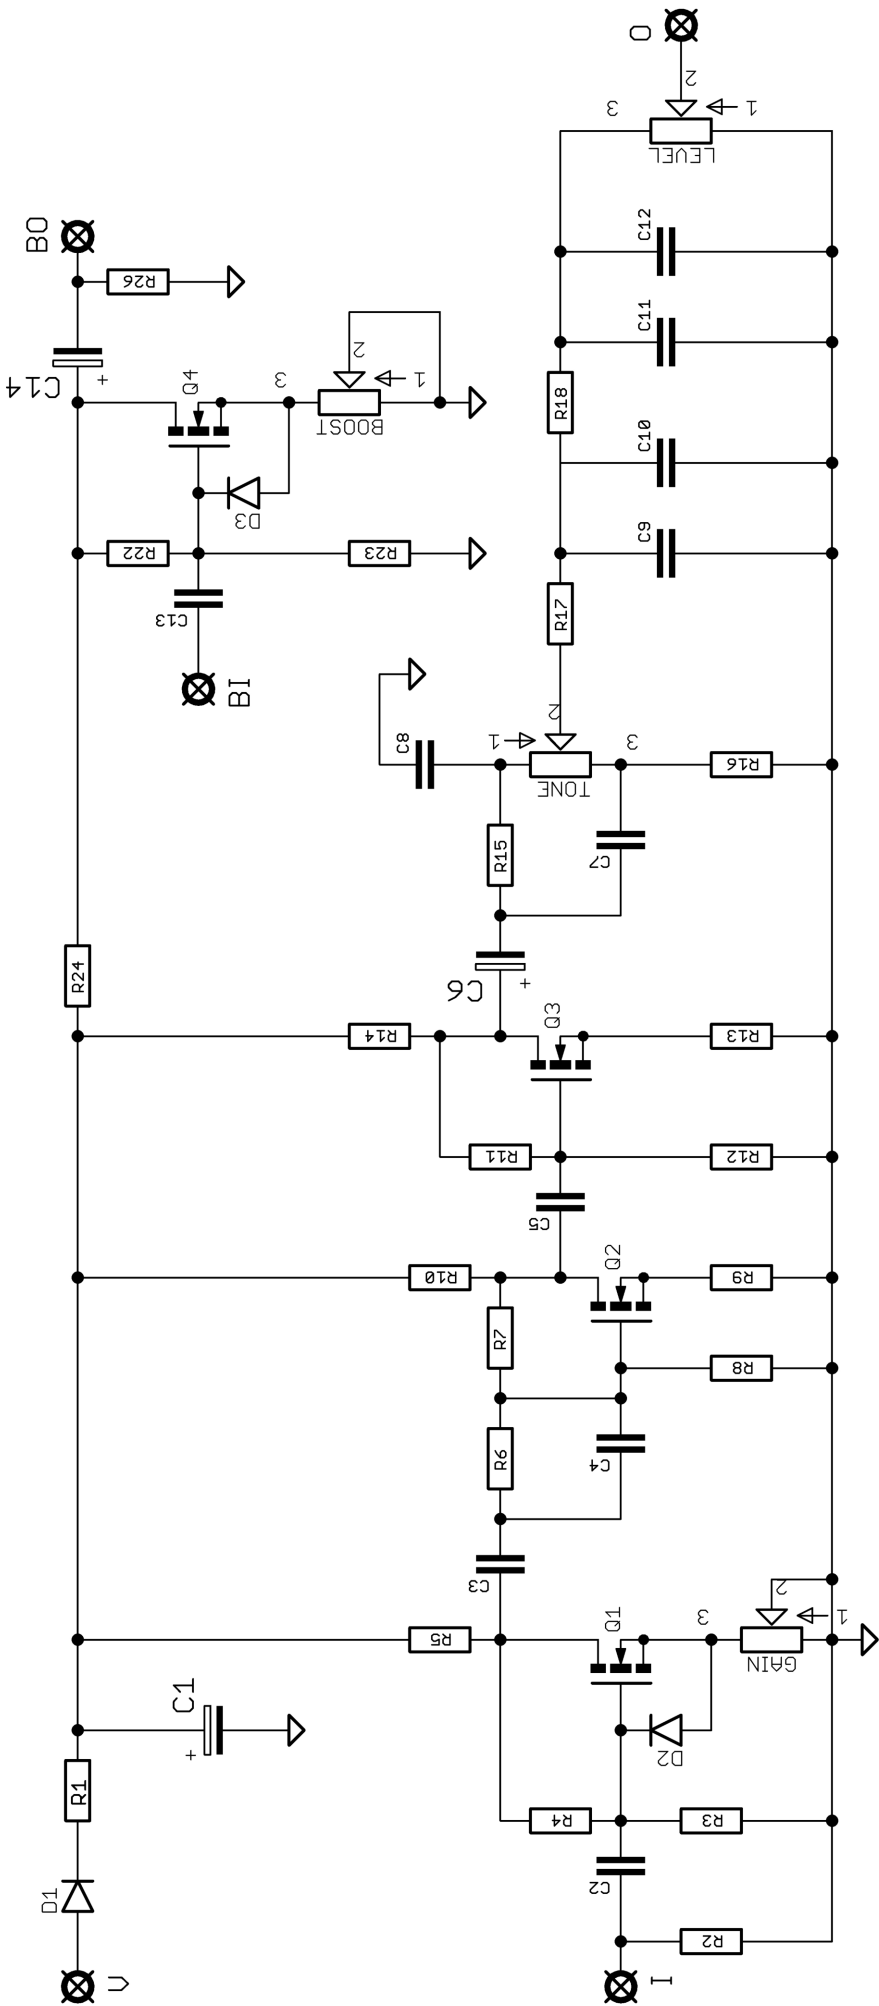 O
2
3
1
LEVEL
BO
C12
R26
C11
C14
+
Q4
2
3
1
BOOST
R18
C10
D3
C9
R22
R23
C13
R17
BI
2
C8
1
3
TONE
R16
R15
C7
R24
C6
+
Q3
R14
R13
R11
R12
C5
Q2
R10
R9
R7
R8
R6
C4
C3
2
Q1
3
1
R5
GAIN
C1
+
D2
R1
R4
R3
C2
D1
R2
V
I